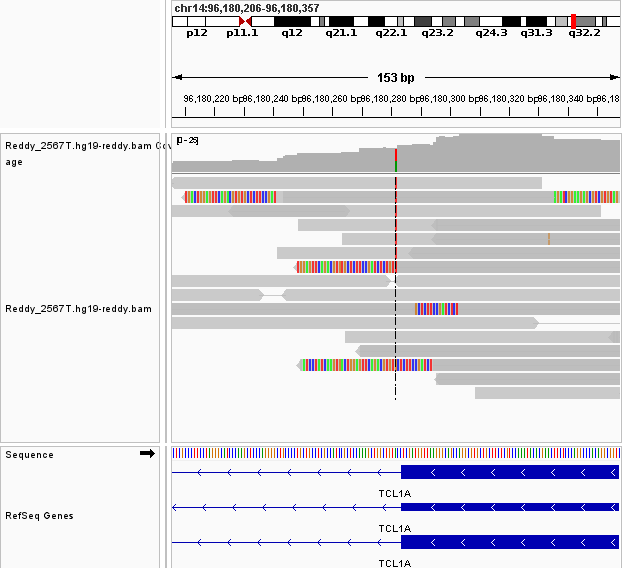 chr14:96,180,206-96,180,357
p12 p11.1 q12 q21.1 q22.1 q23.2 q24.3 q31.3 q32.2
153 bp
96,180,220 bp 96,180,240 bp 96,180,260 bp 96,180,280 bp 96,180,300 bp 96,180,320 bp 96,180,340 bp 96,18
Reddy_2567T.hg19-reddy.bam Cov
age
[0-25]
Reddy_2567T.hg19-reddy.bam
Sequence
TCL1A
RefSeq Genes
TCL1A
TCL1A